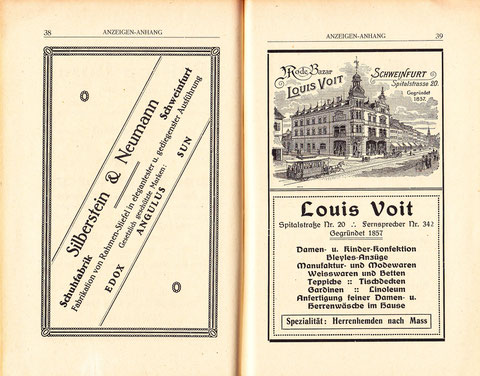 38
ANZEIGEN-ANHANG
Silberstein & Neumann
Schuhfabrik
Schweinfurt
Fabrikation von Rahmen-Stiefel in elegantester u. gediegenster Ausführung
Gesetzlich geschützte Marken:
EDOX
ANGULUS
SUN
ANZEIGEN-ANHANG
39
Mode-Bazar
LOUIS VOIT
SCHWEINFURT
Spitalstrasse 20.
Gegründet
1857.
Louis Voit
Spitalstraße Nr. 20 ∴ Fernsprecher Nr. 342
Gegründet 1857
Damen- u. Kinder-Konfektion
Bleyles-Anzüge
Manufaktur- und Modewaren
Weisswaren und Betten
Teppiche :: Tischdecken
Gardinen :: Linoleum
Anfertigung feiner Damen- u.
Herrenwäsche im Hause
Spezialität: Herrenhemden nach Mass